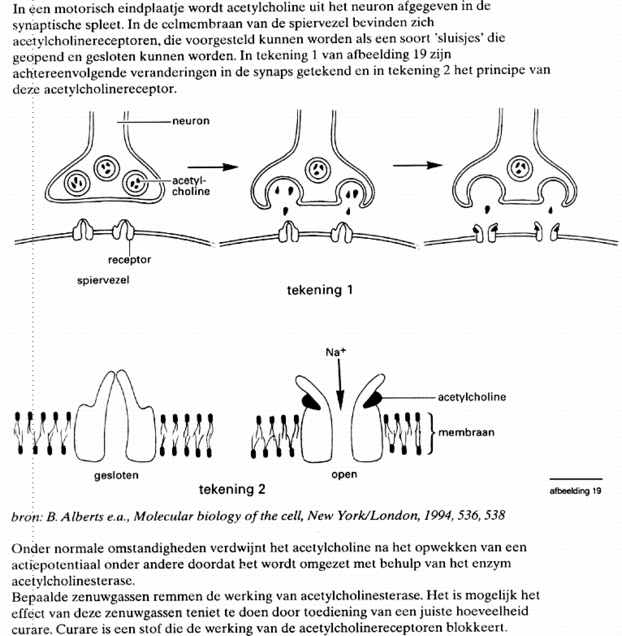 In een motorisch eindplaatje wordt acetylcholine uit het neuron afgegeven in de
synaptische spleet. In de celmembraan van de spiervezel bevinden zich
acetylcholinereceptoren, die voorgesteld kunnen worden als een soort 'sluisjes' die
geopend en gesloten kunnen worden. In tekening 1 van afbeelding 19 zijn
achtereenvolgende veranderingen in de synaps getekend en in tekening 2 het principe van
deze acetylcholinereceptor.
neuron
acetyl-
choline
receptor
spiervezel
tekening 1
Na+
acetylcholine
membraan
gesloten
open
tekening 2
afbeelding 19
bron: B. Alberts e.a., Molecular biology of the cell, New York/London, 1994, 536, 538
Onder normale omstandigheden verdwijnt het acetylcholine na het opwekken van een
actiepotentiaal onder andere doordat het wordt omgezet met behulp van het enzym
acetylcholinesterase.
Bepaalde zenuwgassen remmen de werking van acetylcholinesterase. Het is mogelijk het
effect van deze zenuwgassen teniet te doen door toediening van een juiste hoeveelheid
curare. Curare is een stof die de werking van de acetylcholinereceptoren blokkeert.